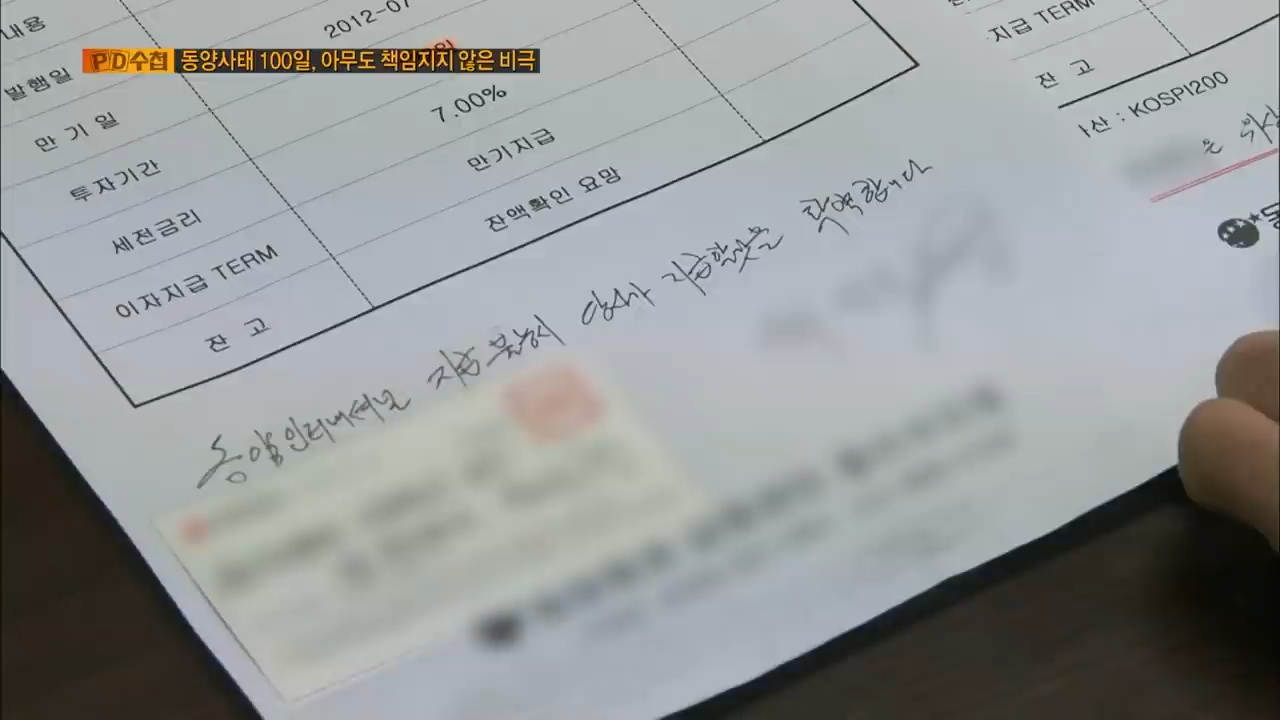 PD수첩 동양사태 100일, 아무도 책임지지 않은 비극
내용
발행일 2012-07
만 기 일
투자기간
세전금리 7.00%
이자지급 TERM 만기지급
잔 고 잔액확인 요망
동양인터내셔널 지급불능시 당사가 지급할것을 확약합니다
지급 TERM
잔 고
자산 : KOSPI200
은